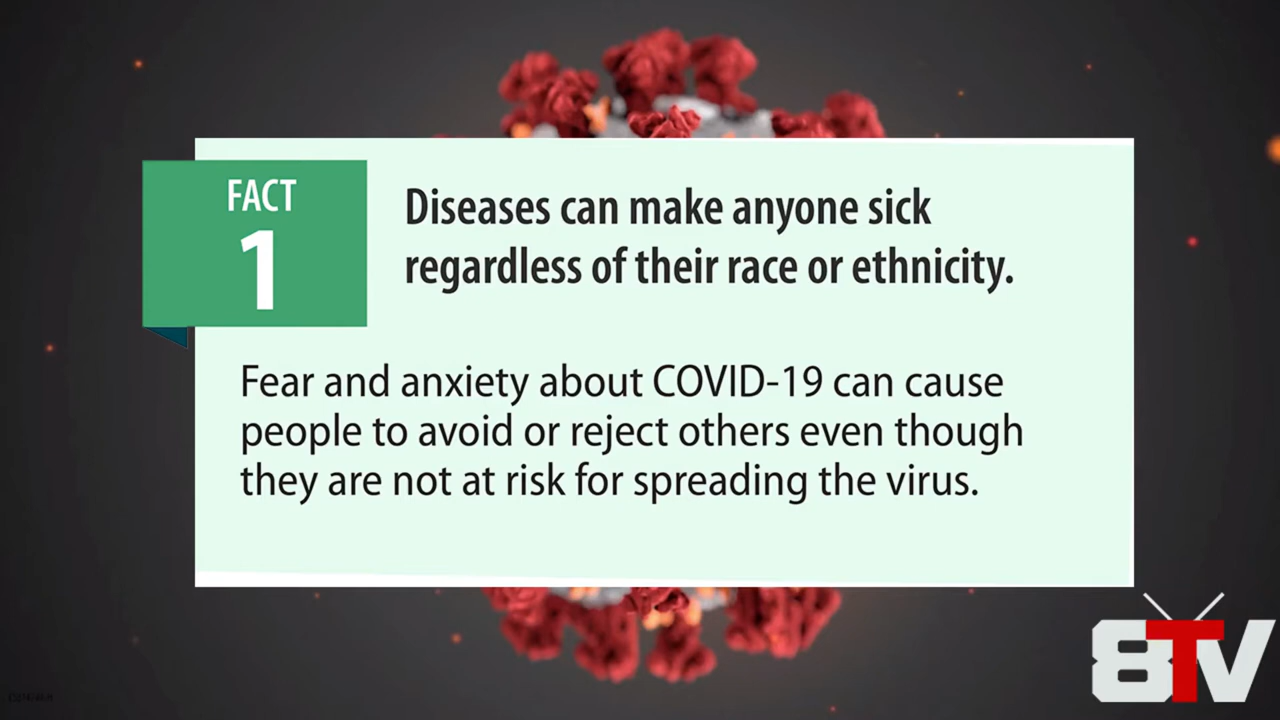 FACT
1
Diseases can make anyone sick
regardless of their race or ethnicity.
Fear and anxiety about COVID-19 can cause
people to avoid or reject others even though
they are not at risk for spreading the virus.
8TV